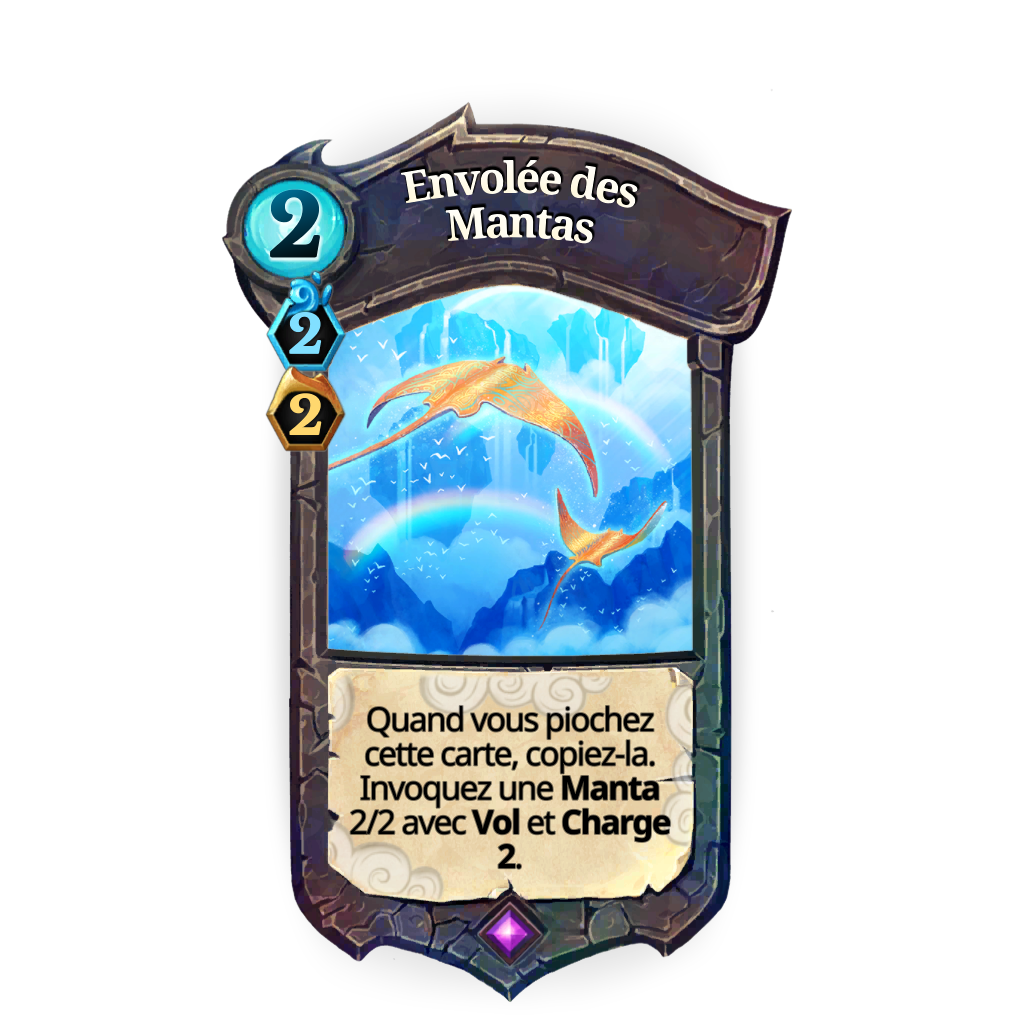 Envolée des
Mantas
2
2
2
Quand vous piochez
cette carte, copiez-la.
Invoquez une Manta
2/2 avec Vol et Charge
2.